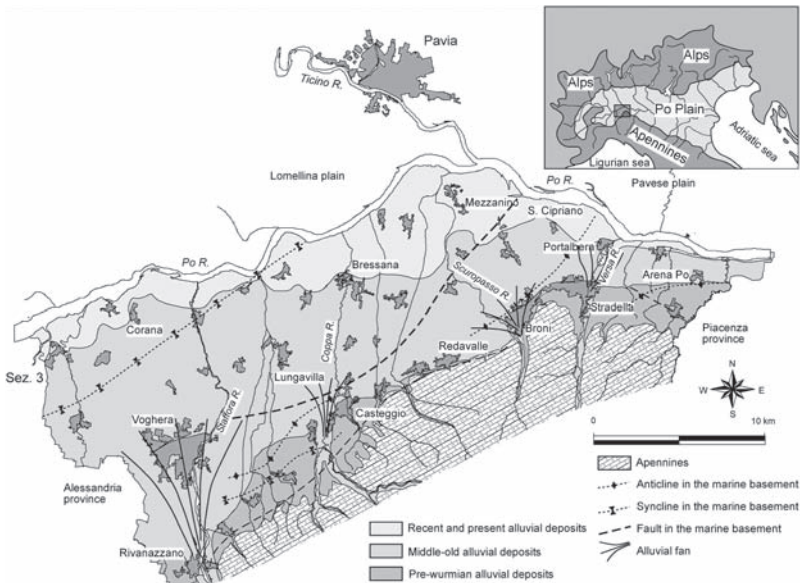 Pavia
Ticino R.
Alps
Alps
Po Plain
Apennines
Adriatic sea
Ligurian sea
Lomellina plain
Po R.
Pavese plain
Mezzanino
S. Cipriano
Portalbera
Versa R.
Po R.
Bressana
Scuropasso R.
Arena Po
Corana
Stradella
Broni
Piacenza
province
Sez. 3
Coppa R.
Redavalle
Lungavilla
Staffora R.
Casteggio
Voghera
Alessandria
province
Rivanazzano
N
W
E
S
0
10 km
Apennines
Anticline in the marine basement
Syncline in the marine basement
Fault in the marine basement
Alluvial fan
Recent and present alluvial deposits
Middle-old alluvial deposits
Pre-wurmian alluvial deposits